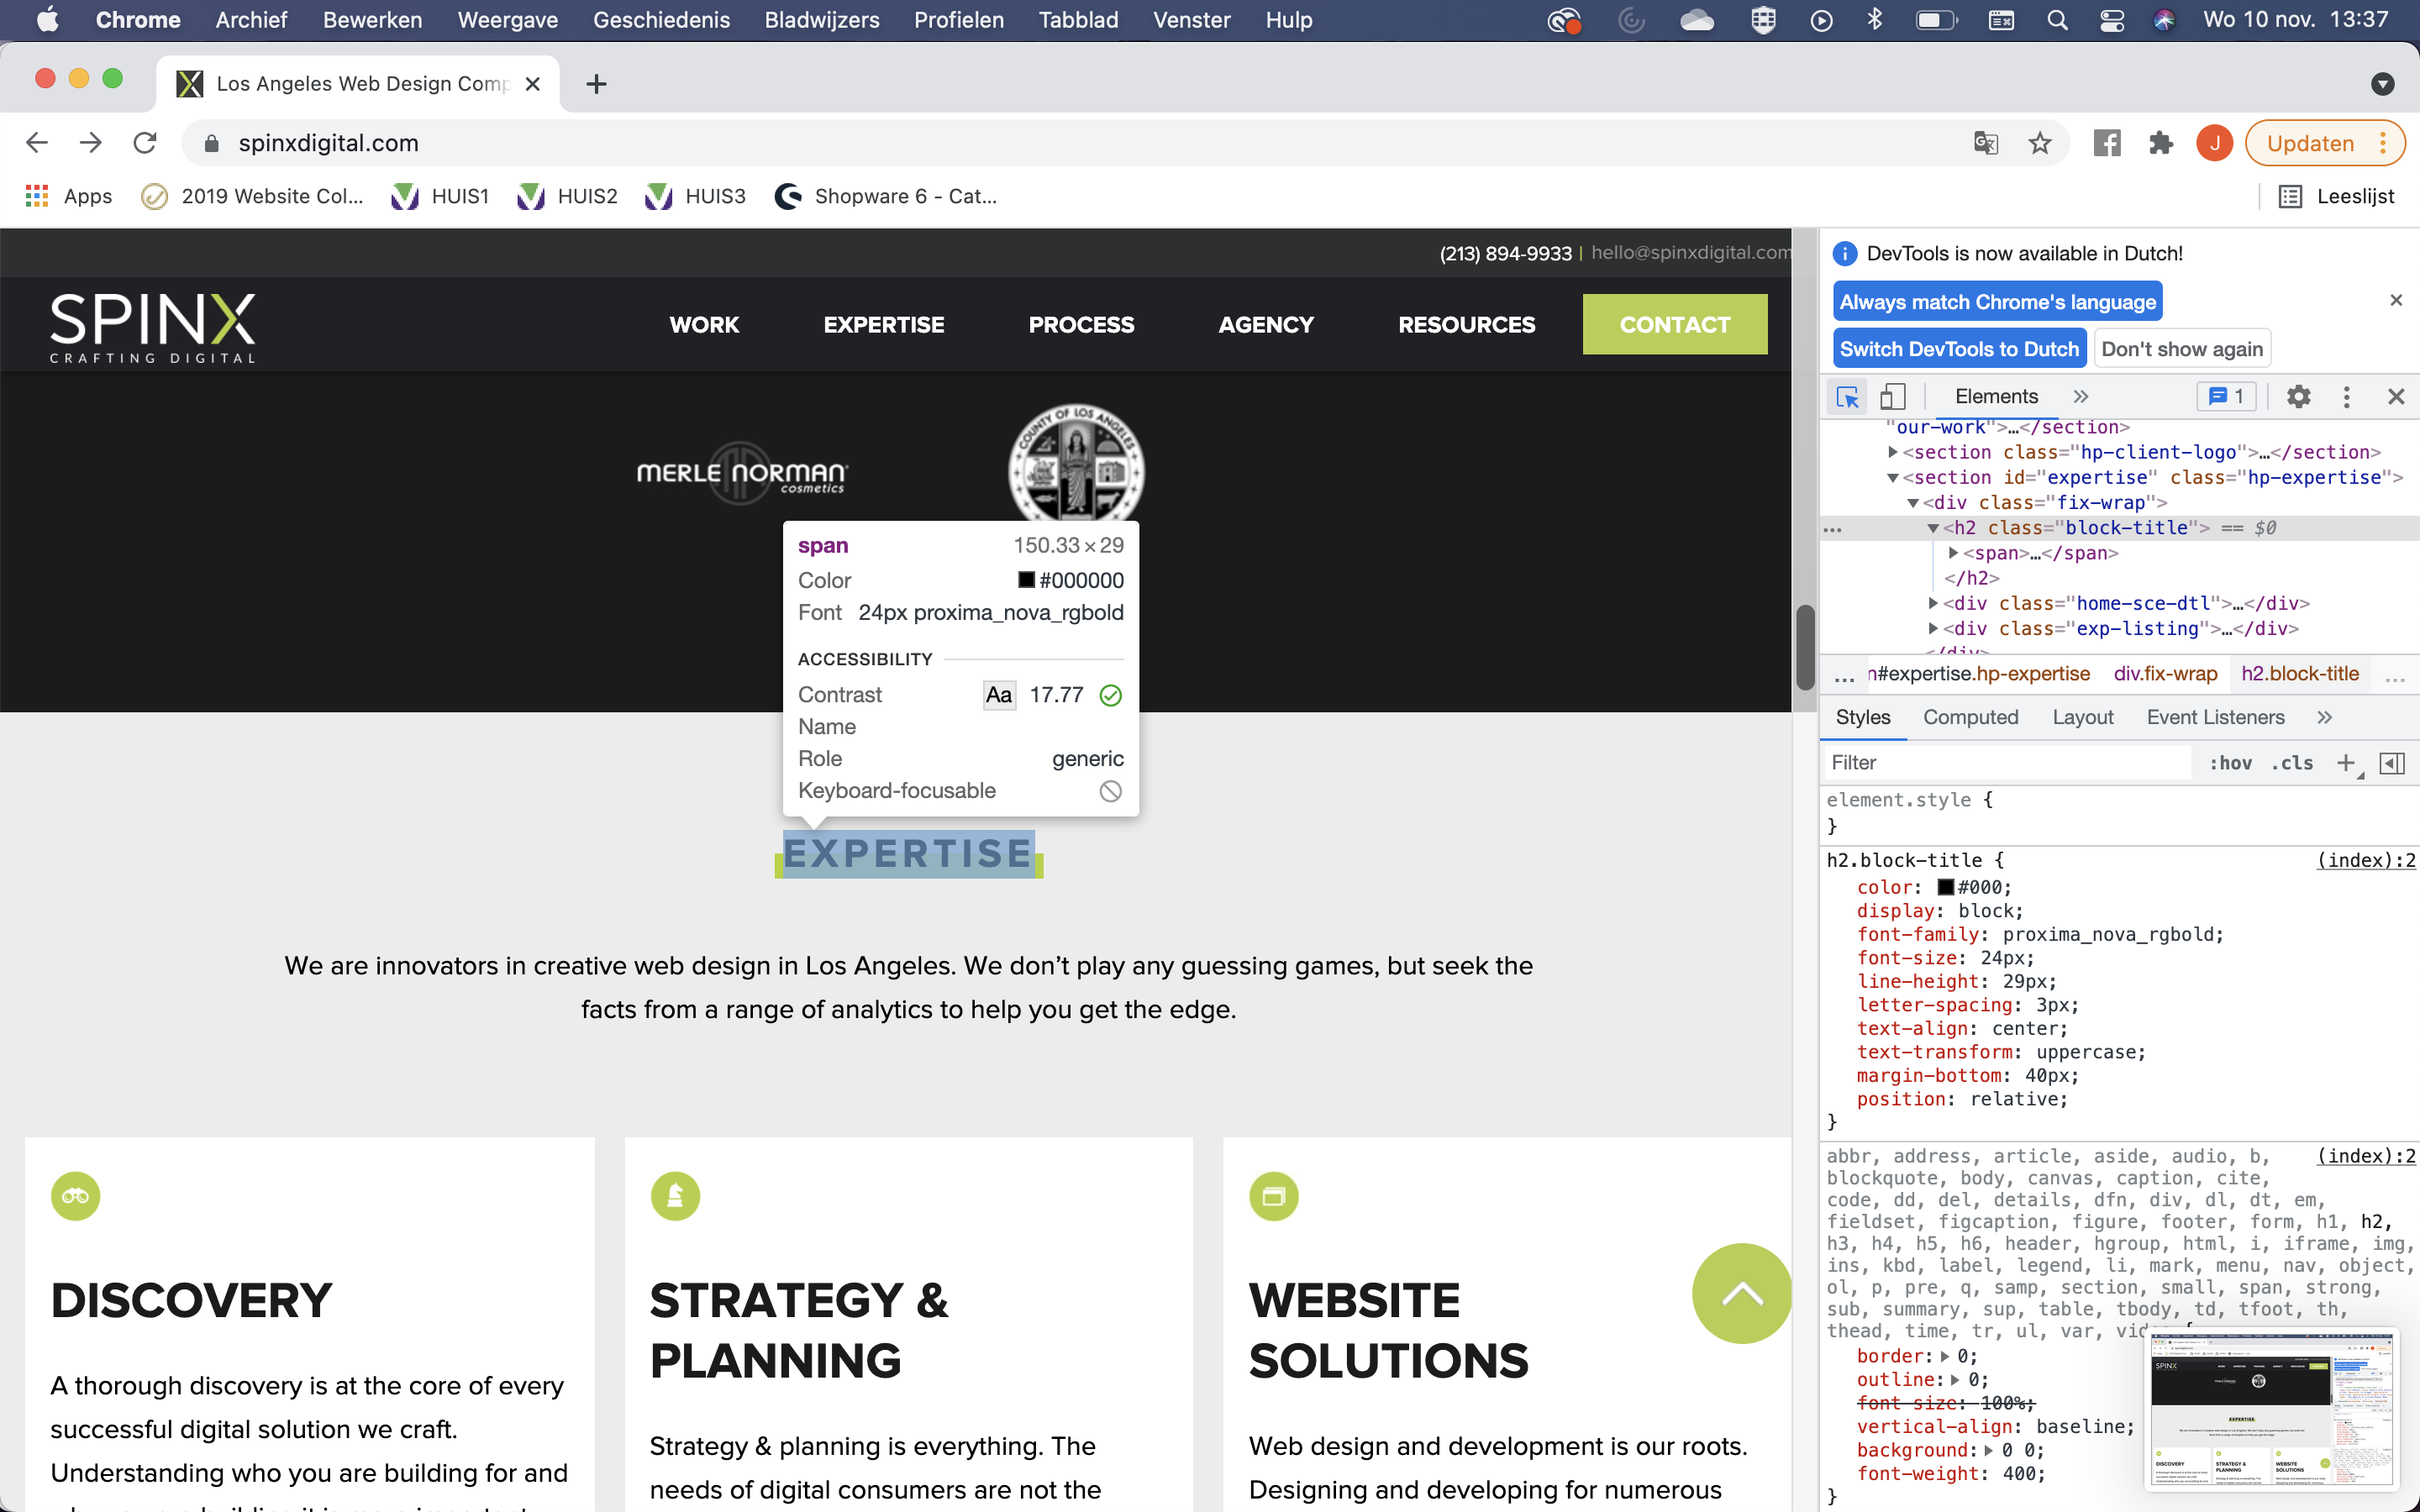 Chrome Archief Bewerken Weergave Geschiedenis Bladwijzers Profielen Tabblad Venster Hulp Wo 10 nov. 13:37
Los Angeles Web Design Comp
spinxdigital.com
J
Updaten
Apps 2019 Website Col... HUIS1 HUIS2 HUIS3 Shopware 6 - Cat... Leeslijst
(213) 894-9933 | hello@spinxdigital.com
SPINX
CRAFTING DIGITAL
WORK EXPERTISE PROCESS AGENCY RESOURCES CONTACT
MERLE NORMAN
cosmetics
COUNTY OF LOS ANGELES
span 150.33 × 29
Color #000000
Font 24px proxima_nova_rgbold
ACCESSIBILITY
Contrast Aa 17.77
Name
Role generic
Keyboard-focusable
EXPERTISE
We are innovators in creative web design in Los Angeles. We don’t play any guessing games, but seek the
facts from a range of analytics to help you get the edge.
DISCOVERY
A thorough discovery is at the core of every
successful digital solution we craft.
Understanding who you are building for and
STRATEGY &
PLANNING
Strategy & planning is everything. The
needs of digital consumers are not the
WEBSITE
SOLUTIONS
Web design and development is our roots.
Designing and developing for numerous
DevTools is now available in Dutch!
Always match Chrome's language
Switch DevTools to Dutch Don't show again
Elements 1
"our-work">…</section>
<section class="hp-client-logo">…</section>
<section id="expertise" class="hp-expertise">
<div class="fix-wrap">
<h2 class="block-title"> == $0
<span>…</span>
</h2>
<div class="home-sce-dtl">…</div>
<div class="exp-listing">…</div>
</div>
... n#expertise.hp-expertise div.fix-wrap h2.block-title ...
Styles Computed Layout Event Listeners
Filter :hov .cls
element.style {
}
h2.block-title { (index):2
color: #000;
display: block;
font-family: proxima_nova_rgbold;
font-size: 24px;
line-height: 29px;
letter-spacing: 3px;
text-align: center;
text-transform: uppercase;
margin-bottom: 40px;
position: relative;
}
abbr, address, article, aside, audio, b, (index):2
blockquote, body, canvas, caption, cite,
code, dd, del, details, dfn, div, dl, dt, em,
fieldset, figcaption, figure, footer, form, h1, h2,
h3, h4, h5, h6, header, hgroup, html, i, iframe, img,
ins, kbd, label, legend, li, mark, menu, nav, object,
ol, p, pre, q, samp, section, small, span, strong,
sub, summary, sup, table, tbody, td, tfoot, th,
thead, time, tr, ul, var, video {
border: 0;
outline: 0;
font-size: 100%;
vertical-align: baseline;
background: 0 0;
font-weight: 400;
}
SPINX
EXPERTISE
DISCOVERY
STRATEGY &
PLANNING
WEBSITE
SOLUTIONS